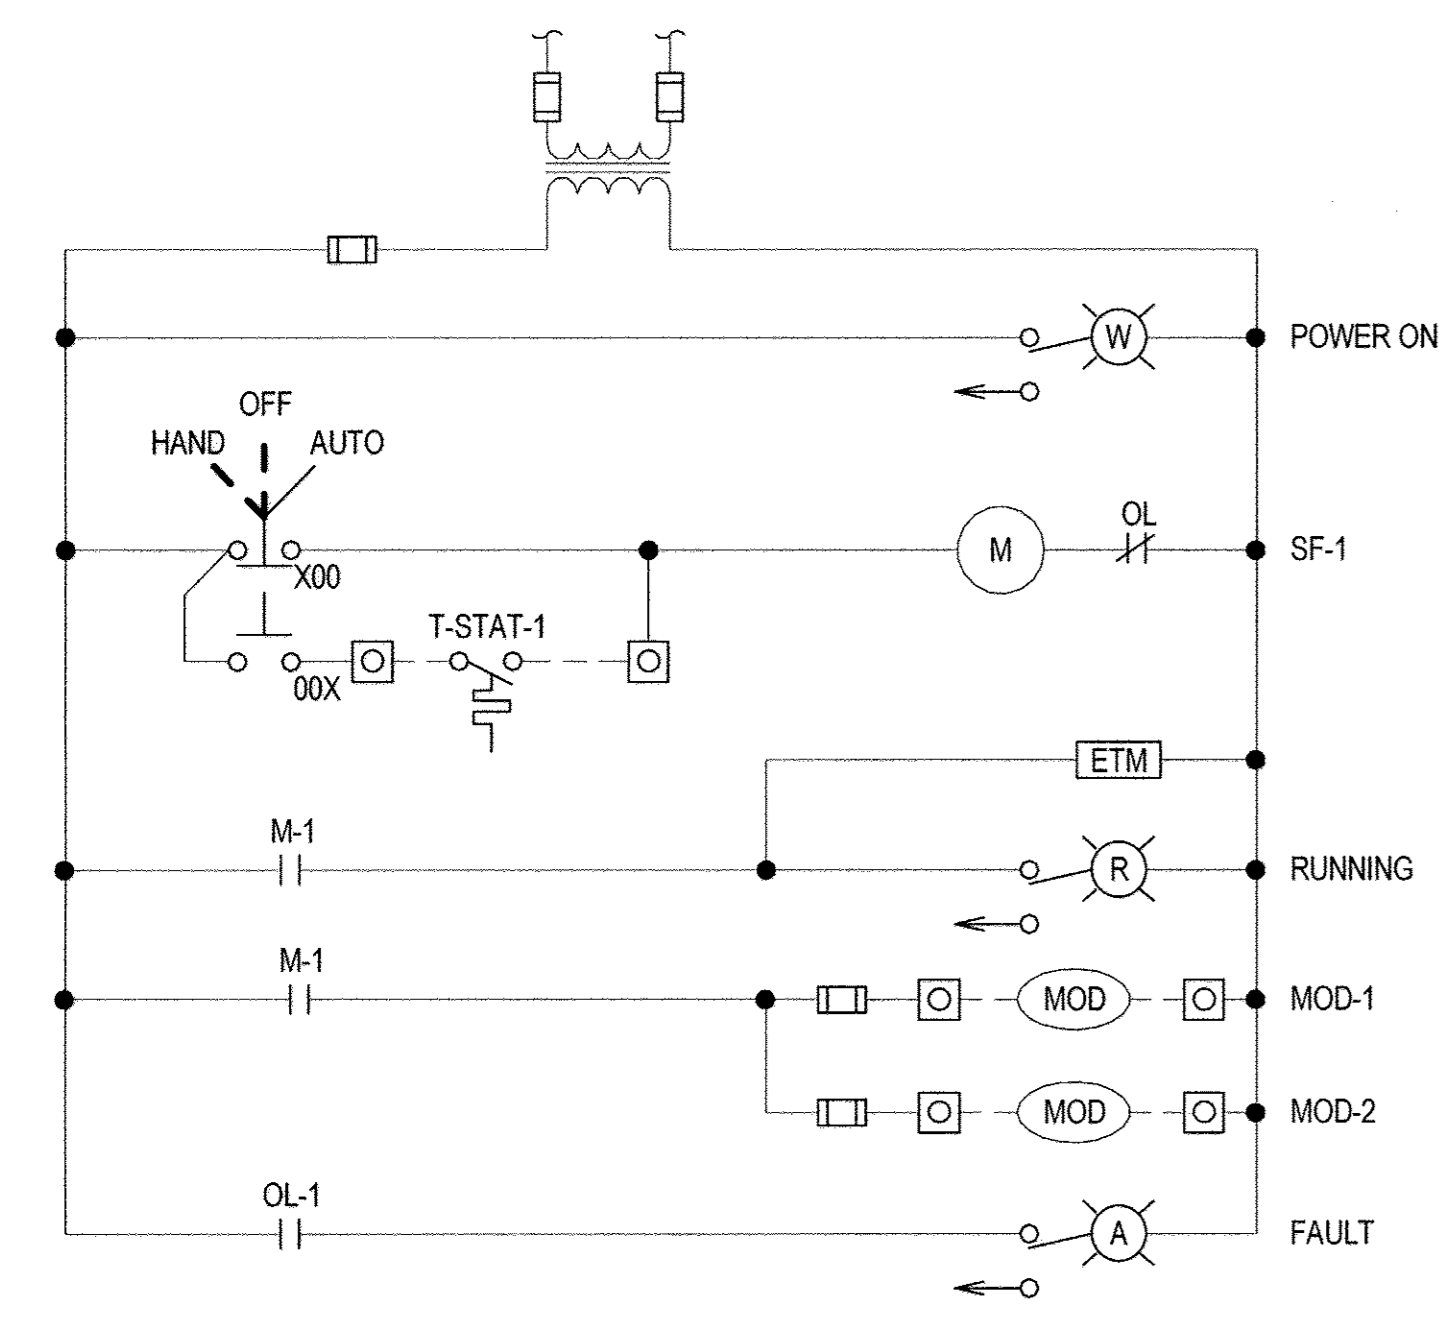 W
POWER ON
OFF
HAND
AUTO
X00
M
OL
SF-1
T-STAT-1
00X
ETM
M-1
R
RUNNING
M-1
MOD
MOD-1
MOD
MOD-2
OL-1
A
FAULT